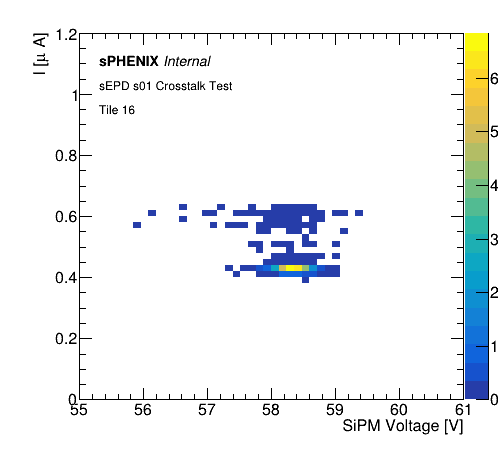 I [μ A]
sPHENIX Internal
sEPD s01 Crosstalk Test
Tile 16
1.2
1
0.8
0.6
0.4
0.2
0
55 56 57 58 59 60 61
SiPM Voltage [V]
6
5
4
3
2
1
0